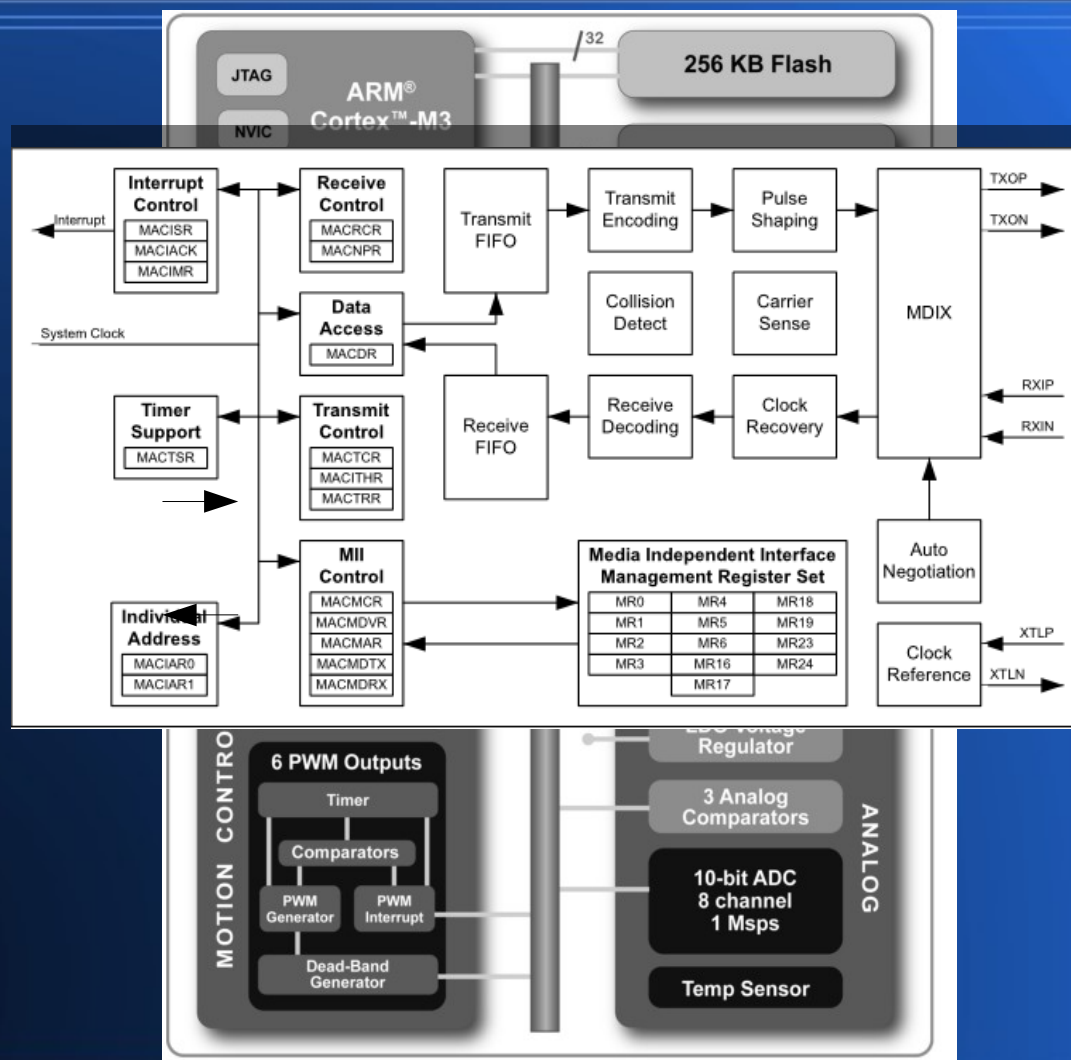 JTAG
NVIC
ARM®
Cortex™-M3
32
256 KB Flash
Interrupt
Interrupt
Control
MACISR
MACIACK
MACIMR
System Clock
Receive
Control
MACRCR
MACNPR
Data
Access
MACDR
Timer
Support
MACTSR
Transmit
Control
MACTCR
MACITHR
MACTRR
Individual
Address
MACIAR0
MACIAR1
MII
Control
MACMCR
MACMDVR
MACMAR
MACMDTX
MACMDRX
Transmit
FIFO
Receive
FIFO
Transmit
Encoding
Pulse
Shaping
Collision
Detect
Carrier
Sense
Receive
Decoding
Clock
Recovery
MDIX
TXOP
TXON
RXIP
RXIN
Auto
Negotiation
Media Independent Interface
Management Register Set
MR0 MR4 MR18
MR1 MR5 MR19
MR2 MR6 MR23
MR3 MR16 MR24
MR17
Clock
Reference
XTLP
XTLN
MOTION CONTRO
6 PWM Outputs
Timer
Comparators
PWM
Generator
PWM
Interrupt
Dead-Band
Generator
LDO Voltage
Regulator
3 Analog
Comparators
10-bit ADC
8 channel
1 Msps
Temp Sensor
ANALOG